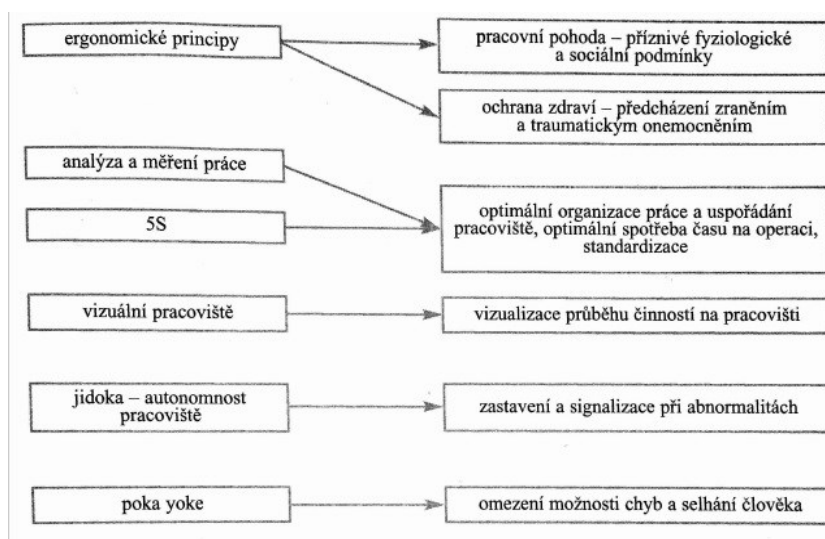 ergonomické principy
pracovní pohoda – příznivé fyziologické
a sociální podmínky
ochrana zdraví – předcházení zraněním
a traumatickým onemocněním
analýza a měření práce
5S
optimální organizace práce a uspořádání
pracoviště, optimální spotřeba času na operaci,
standardizace
vizuální pracoviště
vizualizace průběhu činností na pracovišti
jidoka – autonomnost
pracoviště
zastavení a signalizace při abnormalitách
poka yoke
omezení možnosti chyb a selhání člověka